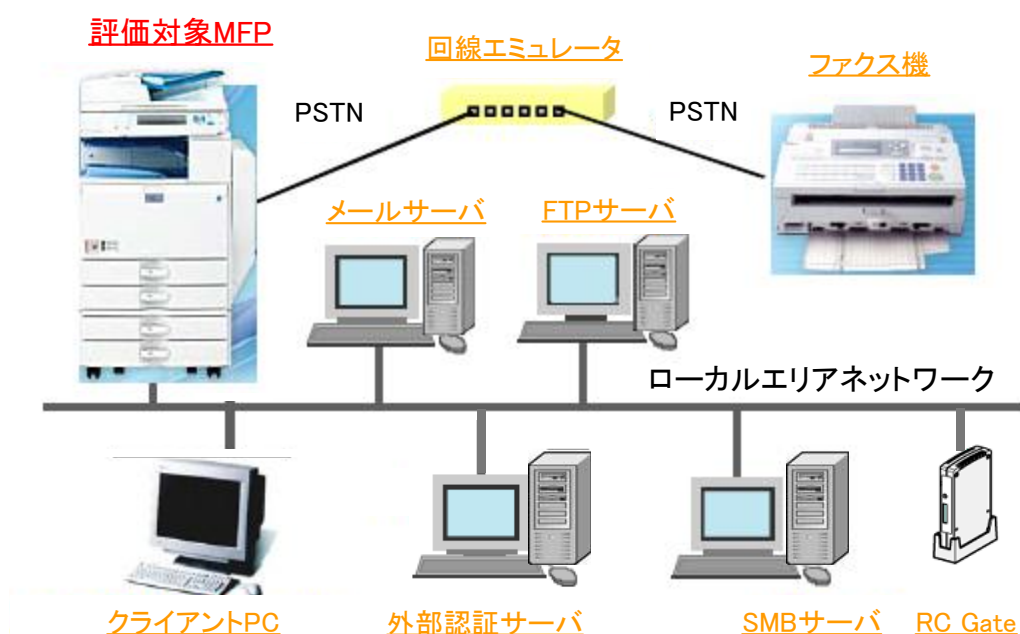 評価対象MFP
回線エミュレータ
ファクス機
PSTN
PSTN
メールサーバ
FTPサーバ
ローカルエリアネットワーク
クライアントPC
外部認証サーバ
SMBサーバ
RC Gate